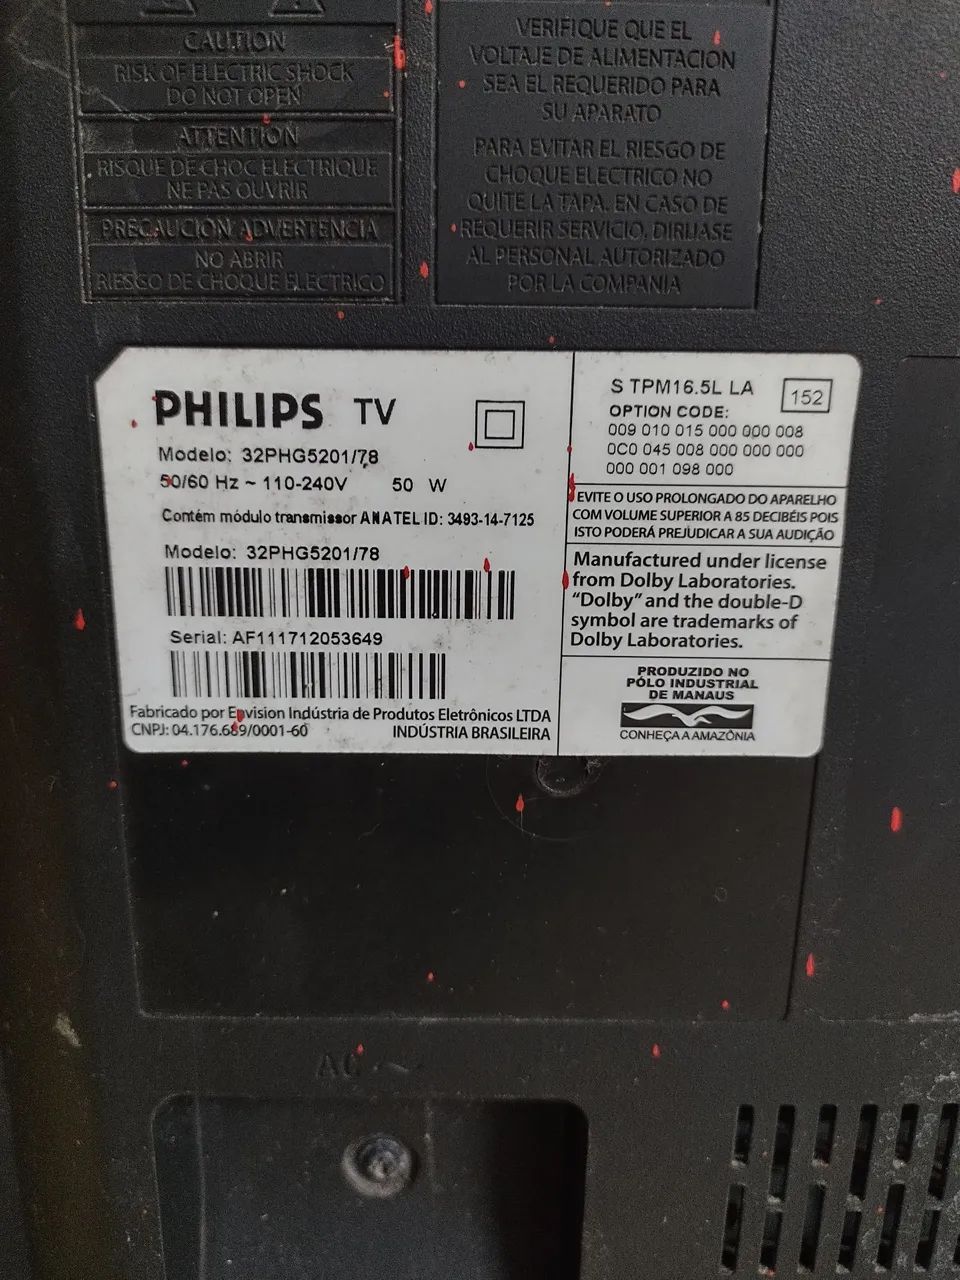 CAUTION
RISK OF ELECTRIC SHOCK
DO NOT OPEN
ATTENTION
RISQUE DE CHOC ELECTRIQUE
NE PAS OUVRIR
PRECAUCION ADVERTENCIA
NO ABRIR
RIESGO DE CHOQUE ELECTRICO
VERIFIQUE QUE EL
VOLTAJE DE ALIMENTACION
SEA EL REQUERIDO PARA
SU APARATO
PARA EVITAR EL RIESGO DE
CHOQUE ELECTRICO NO
QUITE LA TAPA. EN CASO DE
REQUERIR SERVICIO, DIRIJASE
AL PERSONAL AUTORIZADO
POR LA COMPANIA
PHILIPS TV
Modelo: 32PHG5201/78
50/60 Hz ~ 110-240V 50 W
Contém módulo transmissor ANATEL ID: 3493-14-7125
Modelo: 32PHG5201/78
Serial: AF111712053649
Fabricado por Envision Indústria de Produtos Eletrônicos LTDA
CNPJ: 04.176.689/0001-60 INDÚSTRIA BRASILEIRA
S TPM16.5L LA 152
OPTION CODE:
009 010 015 000 000 008
0C0 045 008 000 000 000
000 001 098 000
EVITE O USO PROLONGADO DO APARELHO
COM VOLUME SUPERIOR A 85 DECIBÉIS POIS
ISTO PODERÁ PREJUDICAR A SUA AUDIÇÃO
Manufactured under license
from Dolby Laboratories.
“Dolby” and the double-D
symbol are trademarks of
Dolby Laboratories.
PRODUZIDO NO
PÓLO INDUSTRIAL
DE MANAUS
CONHEÇA A AMAZÔNIA
AC ~